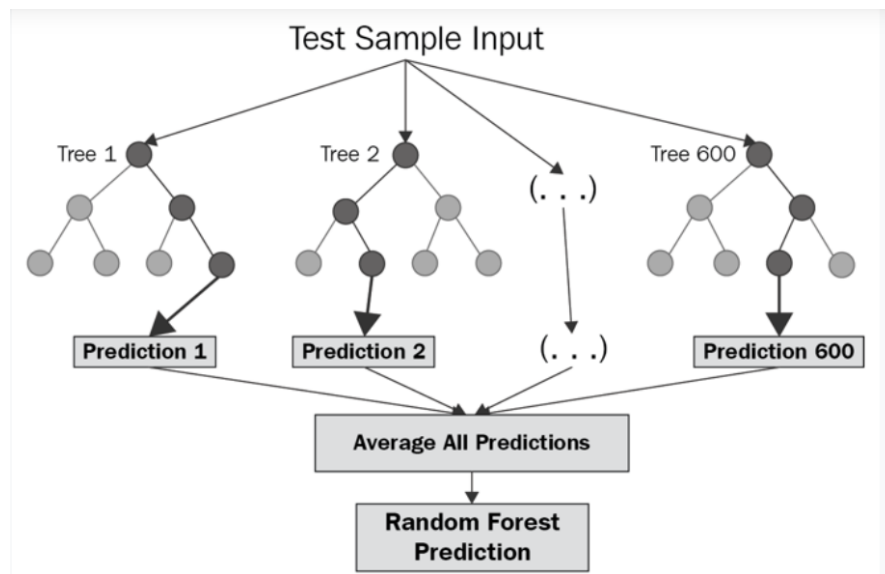 Test Sample Input
Tree 1
Tree 2
Tree 600
(. . .)
(. . .)
Prediction 1
Prediction 2
Prediction 600
Average All Predictions
Random Forest
Prediction